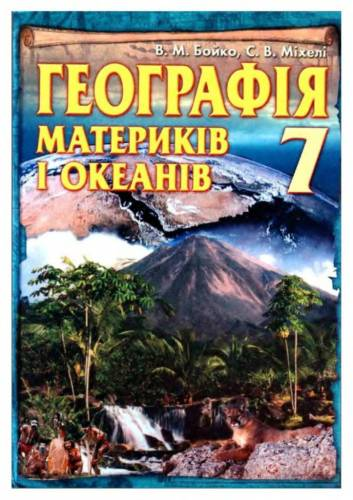 В. М. Бойко, С. В. Міхелі
ГЕОГРАФІЯ
МАТЕРИКІВ
І ОКЕАНІВ
7